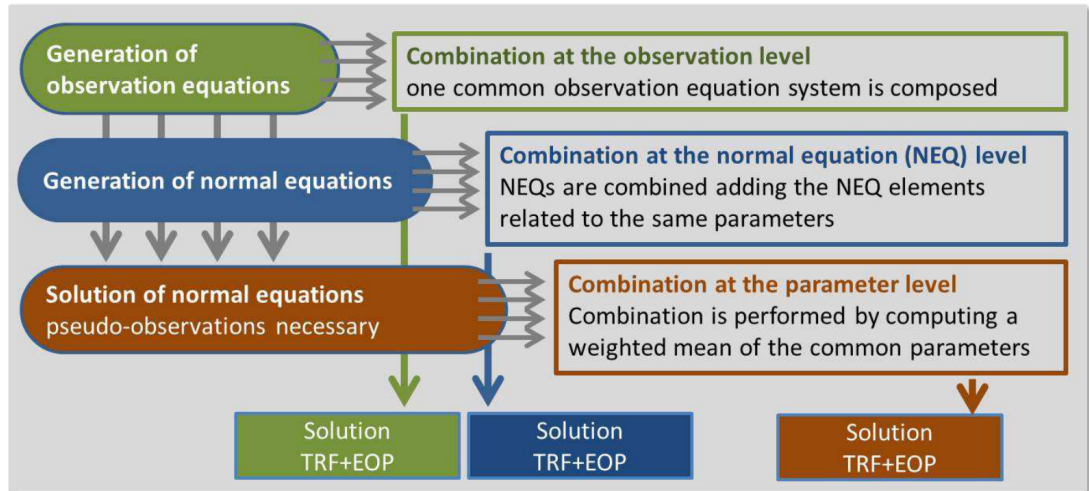 Generation of
observation equations
Combination at the observation level
one common observation equation system is composed
Generation of normal equations
Combination at the normal equation (NEQ) level
NEQs are combined adding the NEQ elements
related to the same parameters
Solution of normal equations
pseudo-observations necessary
Combination at the parameter level
Combination is performed by computing a
weighted mean of the common parameters
Solution
TRF+EOP
Solution
TRF+EOP
Solution
TRF+EOP